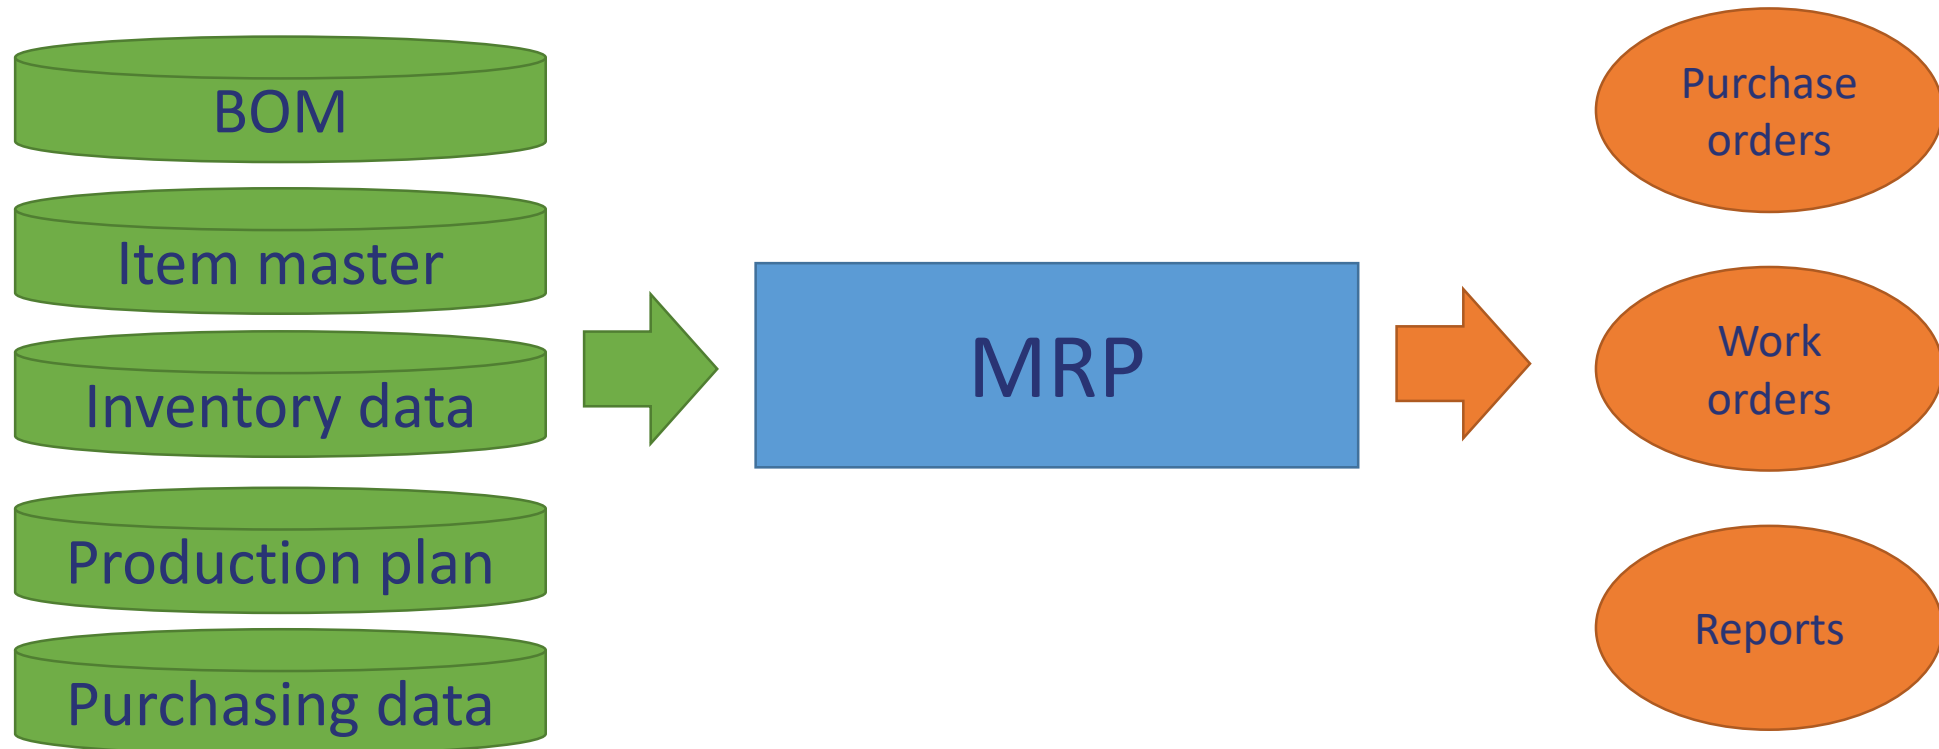 BOM
Item master
Inventory data
Production plan
Purchasing data
MRP
Purchase
orders
Work
orders
Reports